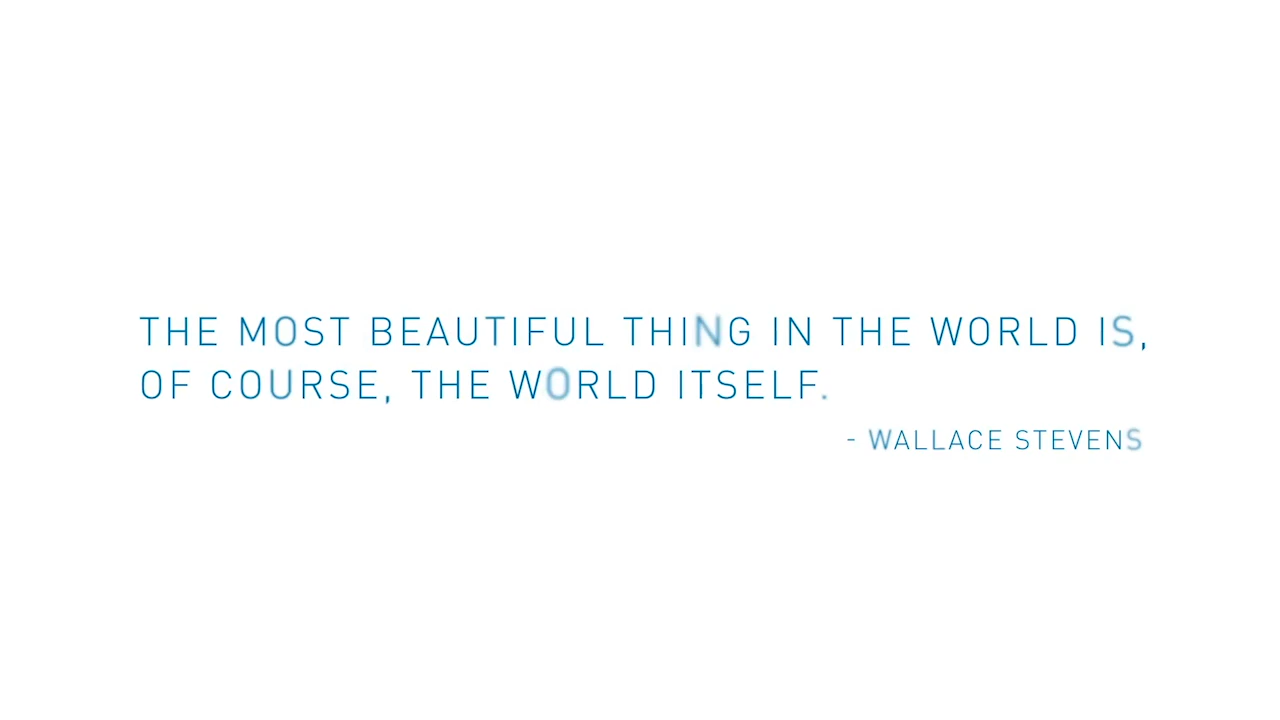 THE MOST BEAUTIFUL THING IN THE WORLD IS,
OF COURSE, THE WORLD ITSELF.
- WALLACE STEVENS